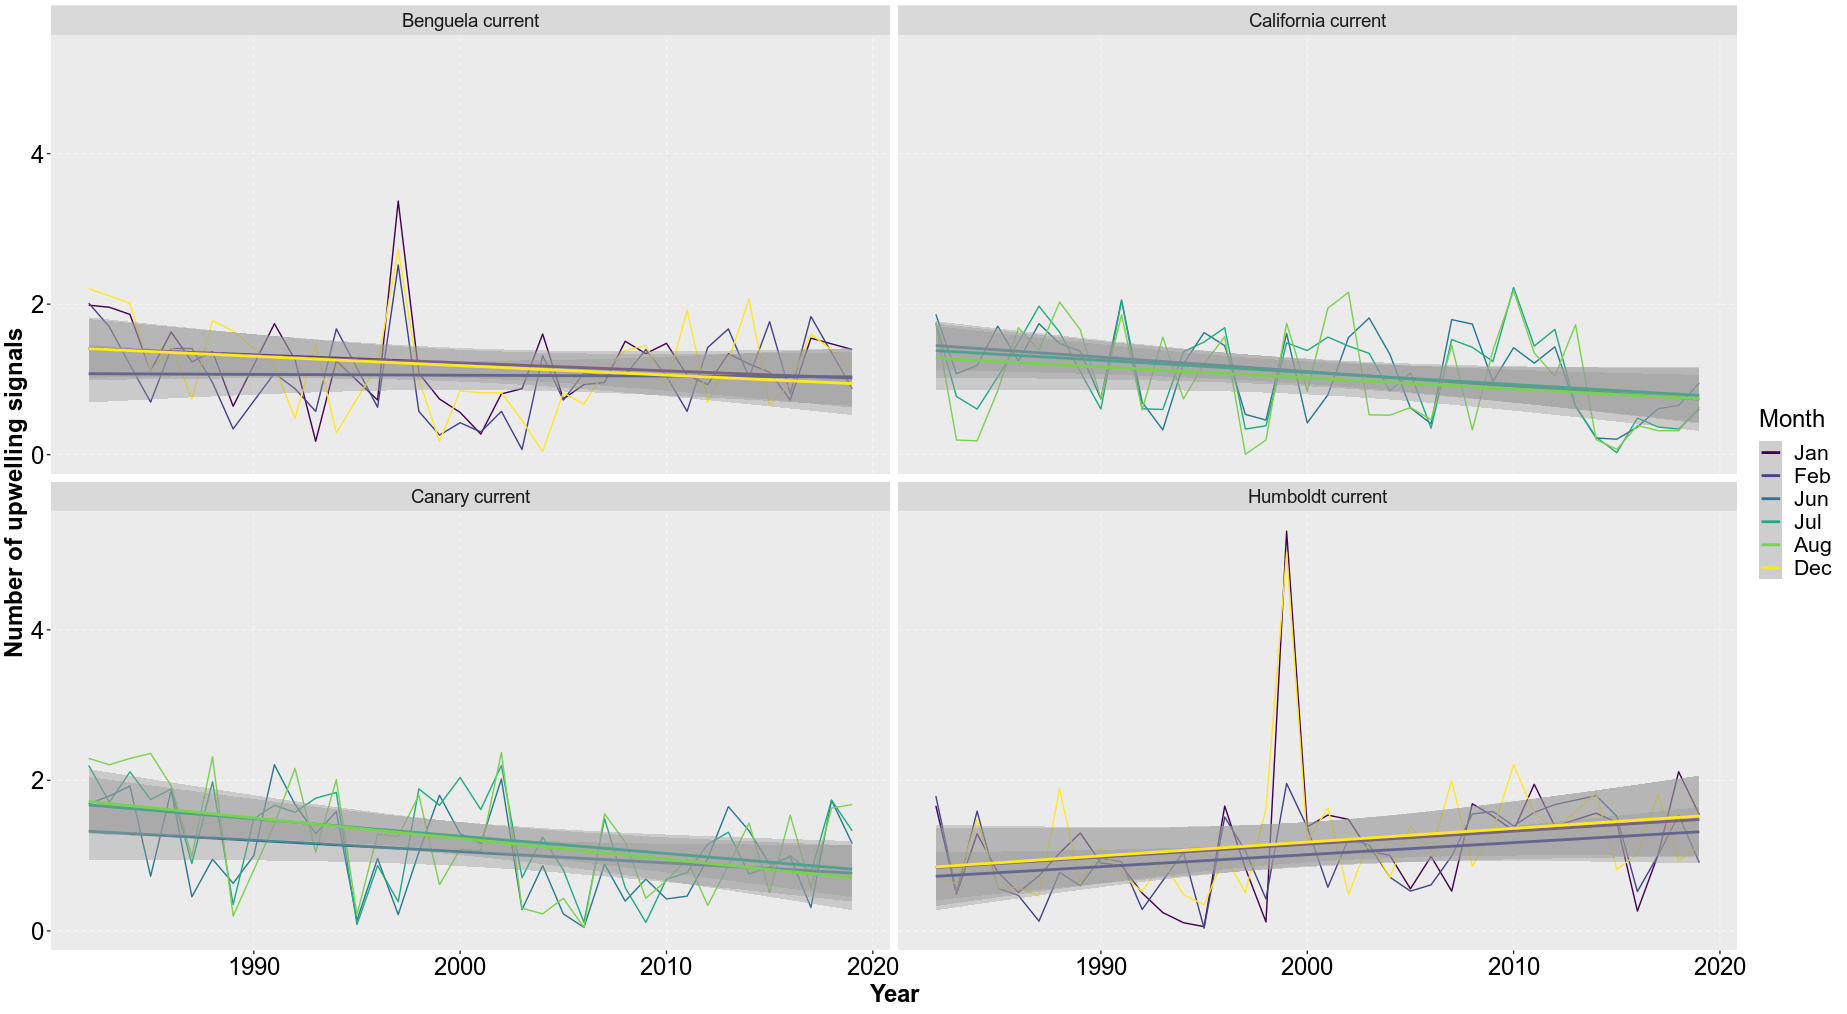 Benguela current
California current
4
2
0
Canary current
Humboldt current
4
2
0
1990
2000
2010
2020
1990
2000
2010
2020
Year
Number of upwelling signals
Month
Jan
Feb
Jun
Jul
Aug
Dec